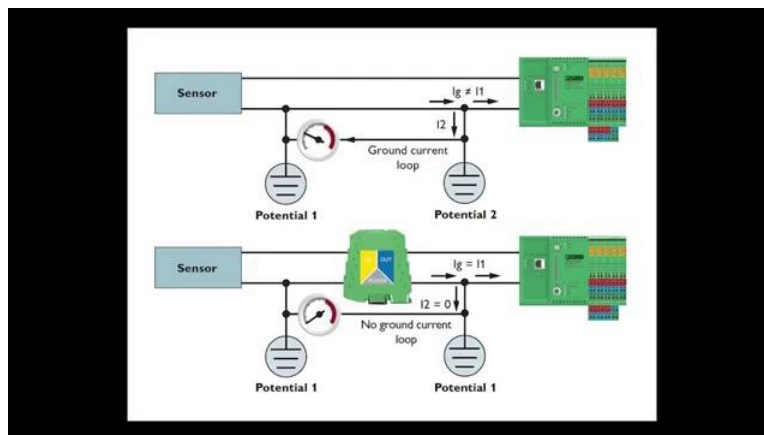 Sensor
Ig ≠ I1
I2
Ground current
loop
Potential 1
Potential 2
Sensor
OUT
Ig = I1
I2 = 0
No ground current
loop
Potential 1
Potential 1